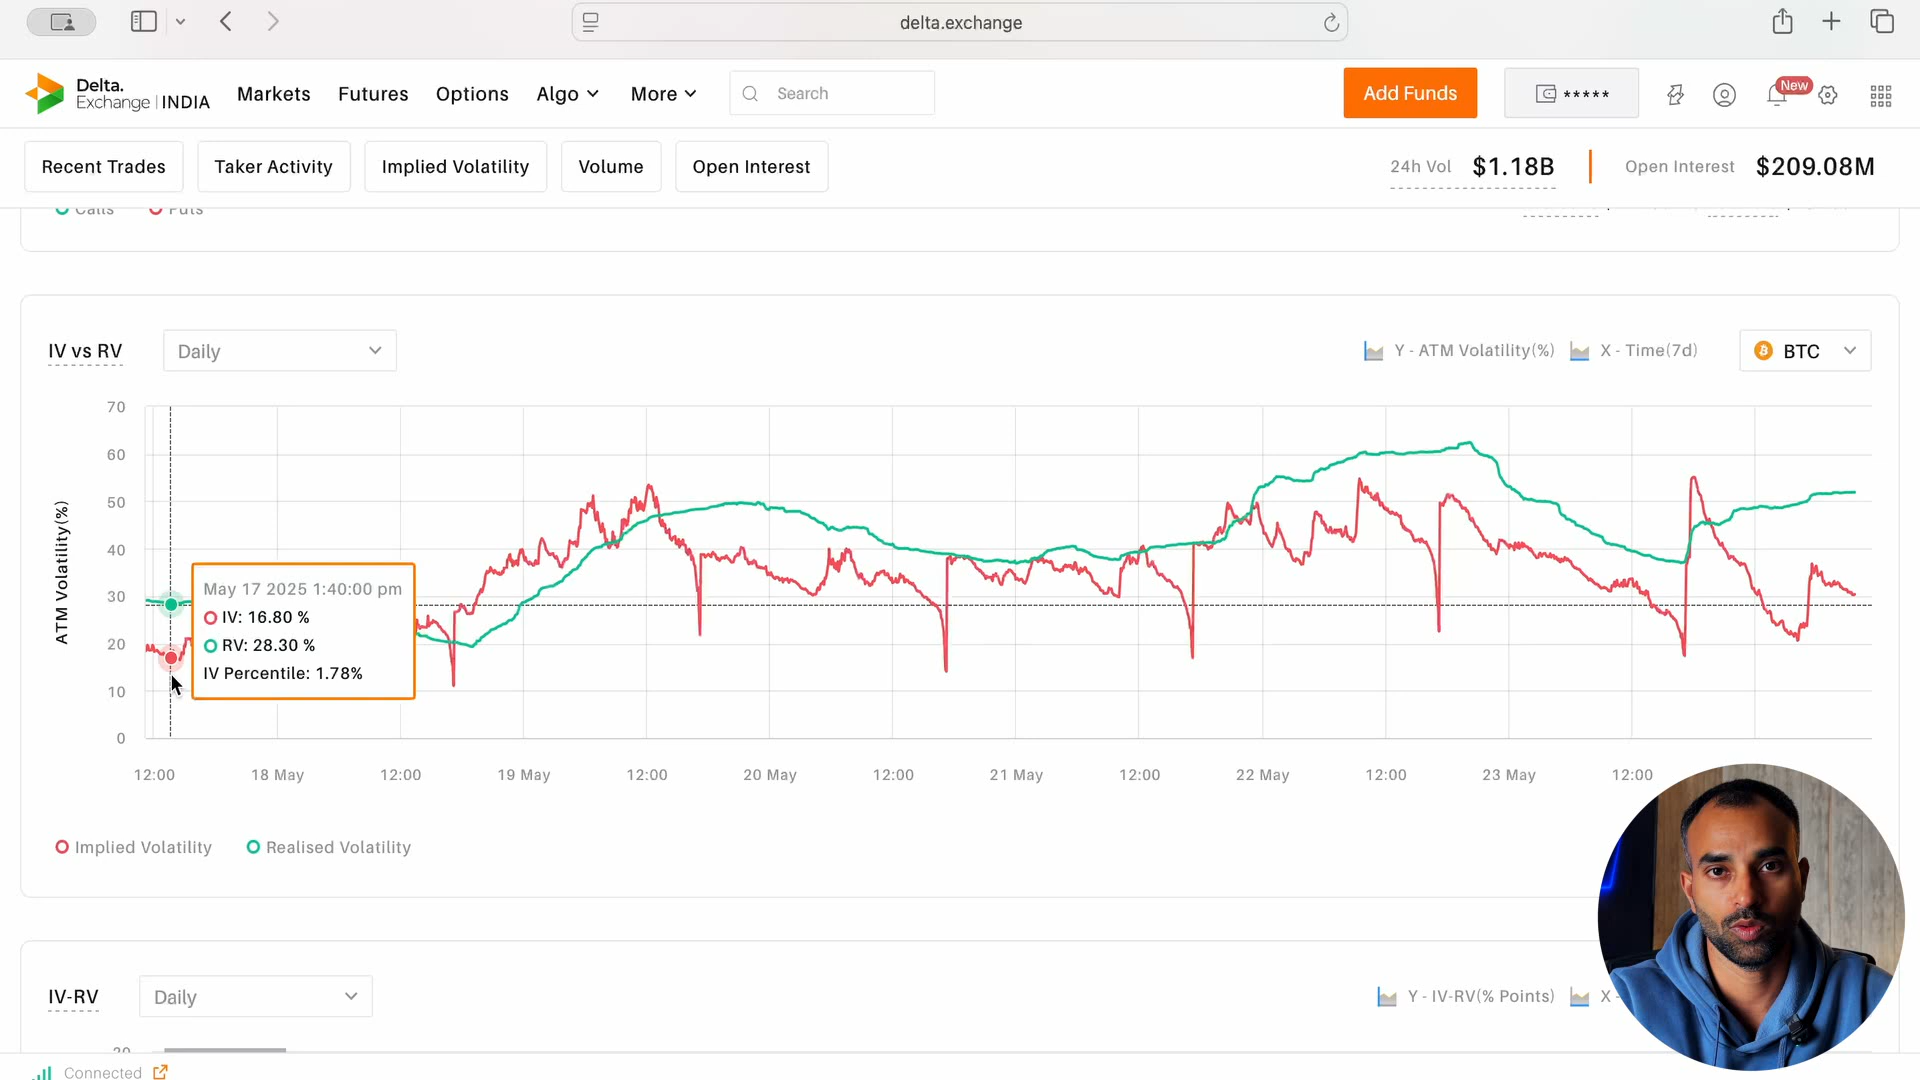 delta.exchange
Delta.
Exchange | INDIA
Markets
Futures
Options
Algo
More
Search
Add Funds
*****
New
Recent Trades
Taker Activity
Implied Volatility
Volume
Open Interest
24h Vol $1.18B
Open Interest $209.08M
Calls
Puts
IV vs RV
Daily
Y - ATM Volatility(%)
X - Time(7d)
BTC
70
60
50
40
30
20
10
0
ATM Volatility(%)
May 17 2025 1:40:00 pm
IV: 16.80 %
RV: 28.30 %
IV Percentile: 1.78%
12:00
18 May
12:00
19 May
12:00
20 May
12:00
21 May
12:00
22 May
12:00
23 May
12:00
Implied Volatility
Realised Volatility
IV-RV
Daily
Y - IV-RV(% Points)
X -
Connected